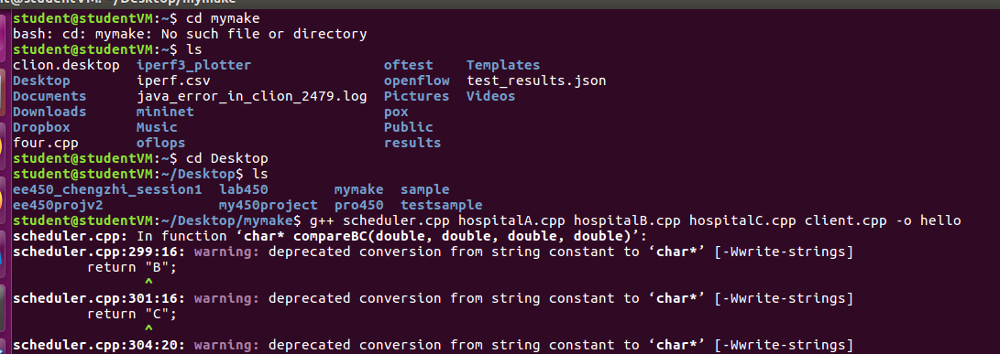 student@studentVM:~$ cd mymake
bash: cd: mymake: No such file or directory
student@studentVM:~$ ls
clion.desktop  iperf3_plotter                 oftest    Templates
Desktop        iperf.csv                      openflow  test_results.json
Documents      java_error_in_clion_2479.log   Pictures  Videos
Downloads      mininet                        pox
Dropbox        Music                          Public
four.cpp       oflops                         results
student@studentVM:~$ cd Desktop
student@studentVM:~/Desktop$ ls
ee450_chengzhi_session1  lab450        mymake  sample
ee450projv2              my450project  pro450  testsample
student@studentVM:~/Desktop/mymake$ g++ scheduler.cpp hospitalA.cpp hospitalB.cpp hospitalC.cpp client.cpp -o hello
scheduler.cpp: In function ‘char* compareBC(double, double, double, double)’:
scheduler.cpp:299:16: warning: deprecated conversion from string constant to ‘char*’ [-Wwrite-strings]
         return "B";
                ^
scheduler.cpp:301:16: warning: deprecated conversion from string constant to ‘char*’ [-Wwrite-strings]
         return "C";
                ^
scheduler.cpp:304:20: warning: deprecated conversion from string constant to ‘char*’ [-Wwrite-strings]